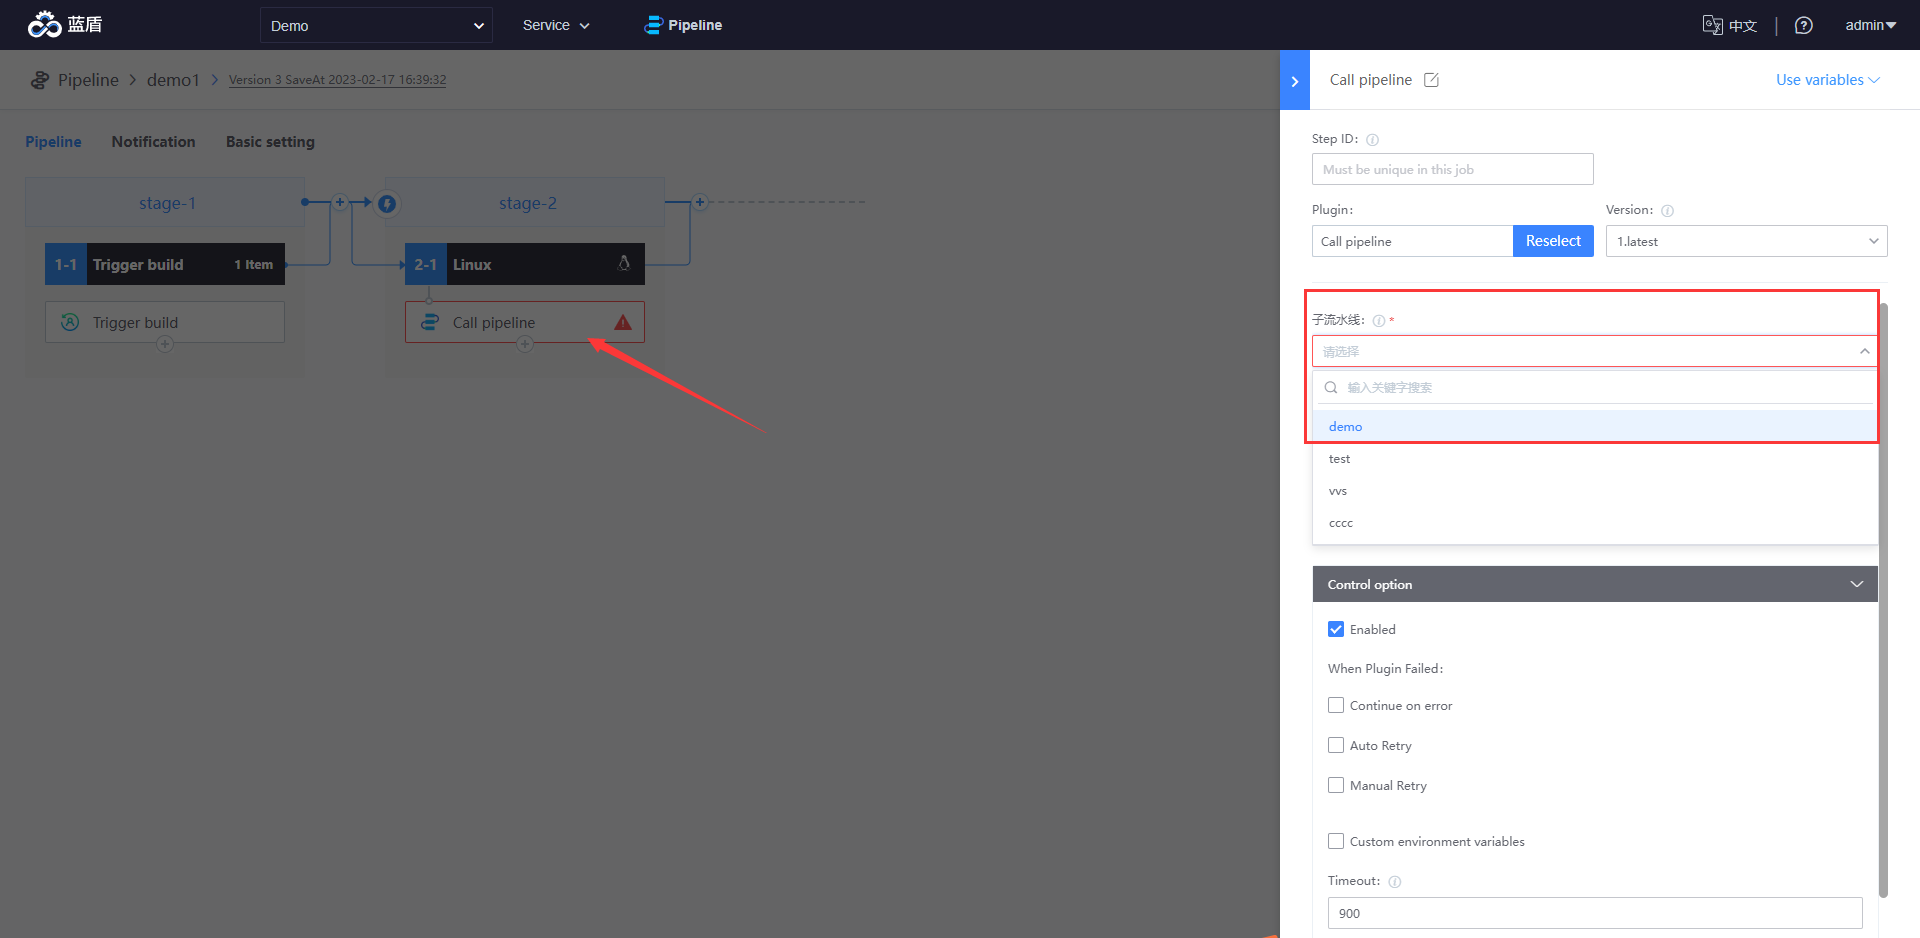 蓝盾
Demo
Service
Pipeline
中文
admin
Pipeline > demo1 > Version 3 SaveAt 2023-02-17 16:39:32
Pipeline
Notification
Basic setting
stage-1
stage-2
1-1 Trigger build 1 Item
2-1 Linux
Trigger build
Call pipeline
Call pipeline
Use variables
Step ID:
Must be unique in this job
Plugin:
Version:
Call pipeline
Reselect
1.latest
子流水线: *
请选择
输入关键字搜索
demo
test
vvs
cccc
Control option
Enabled
When Plugin Failed:
Continue on error
Auto Retry
Manual Retry
Custom environment variables
Timeout:
900